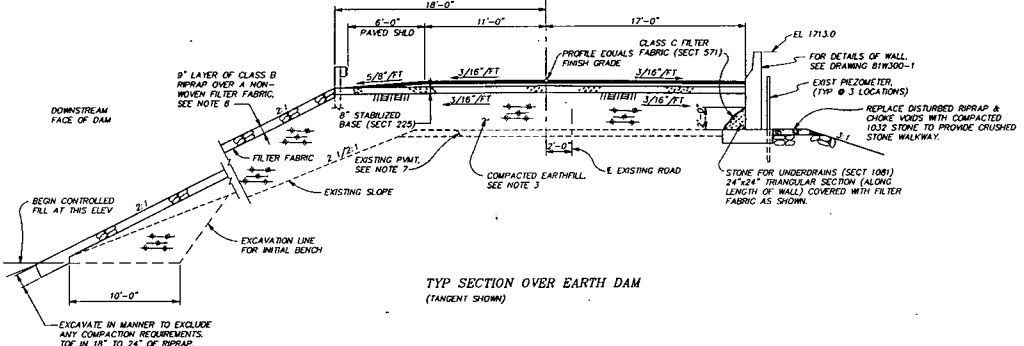 18'-0"
6'-0"
PAVED SHLD
11'-0"
17'-0"
CLASS C FILTER
FABRIC (SECT 571)
PROFILE EQUALS
FINISH GRADE
EL 1713.0
FOR DETAILS OF WALL,
SEE DRAWING 81W300-1
EXIST PIEZOMETER,
(TYP @ 3 LOCATIONS)
REPLACE DISTURBED RIPRAP &
CHOKE VOIDS WITH COMPACTED
1032 STONE TO PROVIDE CRUSHED
STONE WALKWAY.
9" LAYER OF CLASS B
RIPRAP OVER A NON-
WOVEN FILTER FABRIC,
SEE NOTE 6
DOWNSTREAM
FACE OF DAM
2:1
5/8"/FT
3/16"/FT
3/16"/FT
3/16"/FT
3/16"/FT
8" STABILIZED
BASE (SECT 225)
FILTER FABRIC
2:1/2:1
EXISTING PVMT,
SEE NOTE 7
2'
2'-0"
COMPACTED EARTHFILL,
SEE NOTE 3
℄ EXISTING ROAD
STONE FOR UNDERDRAINS (SECT 1081)
24"x24" TRIANGULAR SECTION (ALONG
LENGTH OF WALL) COVERED WITH FILTER
FABRIC AS SHOWN.
EXISTING SLOPE
2:1
BEGIN CONTROLLED
FILL AT THIS ELEV
EXCAVATION LINE
FOR INITIAL BENCH
10'-0"
TYP SECTION OVER EARTH DAM
(TANGENT SHOWN)
EXCAVATE IN MANNER TO EXCLUDE
ANY COMPACTION REQUIREMENTS.
TOE IN 18" TO 24" OF RIPRAP.